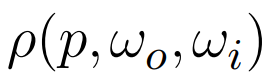 ρ(p, ω_o, ω_i)